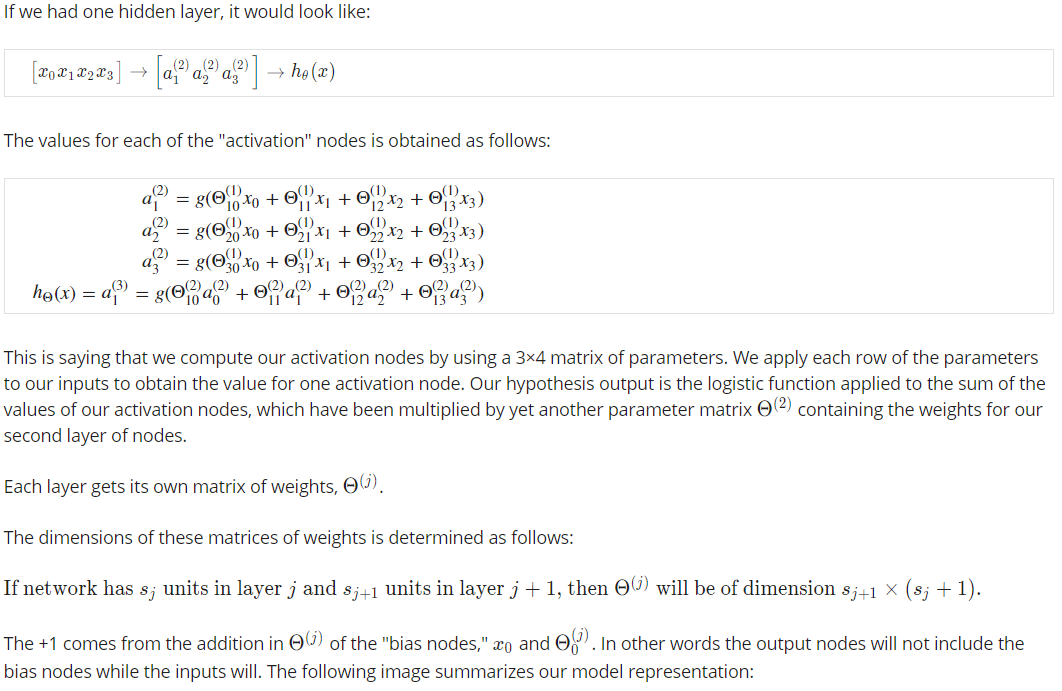 If we had one hidden layer, it would look like:
[x₀x₁x₂x₃] → [a₁⁽²⁾ a₂⁽²⁾ a₃⁽²⁾] → h_θ(x)
The values for each of the "activation" nodes is obtained as follows:
a₁⁽²⁾ = g(Θ₁₀⁽¹⁾x₀ + Θ₁₁⁽¹⁾x₁ + Θ₁₂⁽¹⁾x₂ + Θ₁₃⁽¹⁾x₃)
a₂⁽²⁾ = g(Θ₂₀⁽¹⁾x₀ + Θ₂₁⁽¹⁾x₁ + Θ₂₂⁽¹⁾x₂ + Θ₂₃⁽¹⁾x₃)
a₃⁽²⁾ = g(Θ₃₀⁽¹⁾x₀ + Θ₃₁⁽¹⁾x₁ + Θ₃₂⁽¹⁾x₂ + Θ₃₃⁽¹⁾x₃)
h_Θ(x) = a₁⁽³⁾ = g(Θ₁₀⁽²⁾a₀⁽²⁾ + Θ₁₁⁽²⁾a₁⁽²⁾ + Θ₁₂⁽²⁾a₂⁽²⁾ + Θ₁₃⁽²⁾a₃⁽²⁾)
This is saying that we compute our activation nodes by using a 3×4 matrix of parameters. We apply each row of the parameters
to our inputs to obtain the value for one activation node. Our hypothesis output is the logistic function applied to the sum of the
values of our activation nodes, which have been multiplied by yet another parameter matrix Θ⁽²⁾ containing the weights for our
second layer of nodes.
Each layer gets its own matrix of weights, Θ⁽ʲ⁾.
The dimensions of these matrices of weights is determined as follows:
If network has sⱼ units in layer j and sⱼ₊₁ units in layer j + 1, then Θ⁽ʲ⁾ will be of dimension sⱼ₊₁ × (sⱼ + 1).
The +1 comes from the addition in Θ⁽ʲ⁾ of the "bias nodes," x₀ and Θ₀⁽ʲ⁾. In other words the output nodes will not include the
bias nodes while the inputs will. The following image summarizes our model representation: